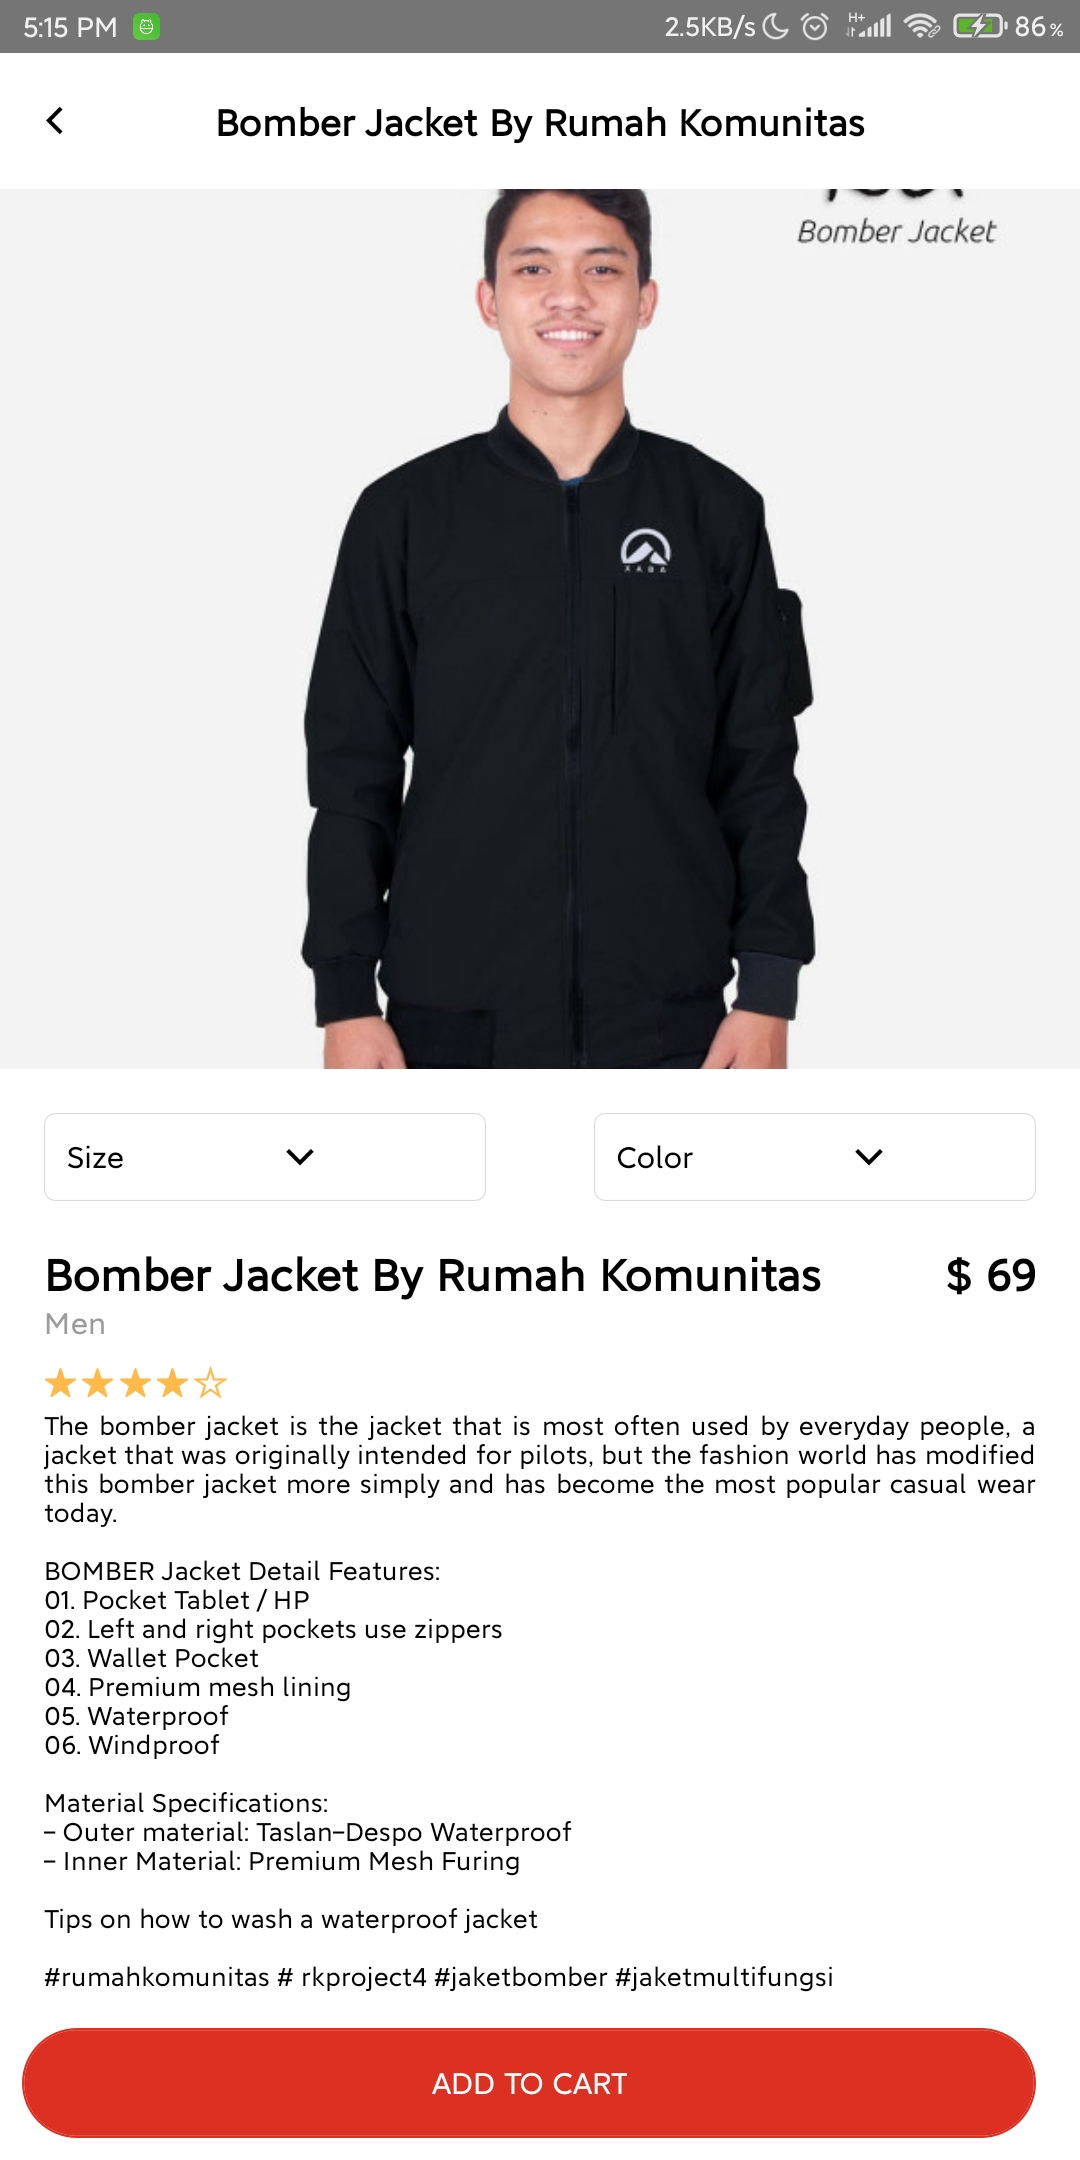 5:15 PM
2.5KB/s H+ 86 %
Bomber Jacket By Rumah Komunitas
Bomber Jacket
XABA
Size
Color
Bomber Jacket By Rumah Komunitas $ 69
Men
The bomber jacket is the jacket that is most often used by everyday people, a
jacket that was originally intended for pilots, but the fashion world has modified
this bomber jacket more simply and has become the most popular casual wear
today.
BOMBER Jacket Detail Features:
01. Pocket Tablet / HP
02. Left and right pockets use zippers
03. Wallet Pocket
04. Premium mesh lining
05. Waterproof
06. Windproof
Material Specifications:
– Outer material: Taslan–Despo Waterproof
– Inner Material: Premium Mesh Furing
Tips on how to wash a waterproof jacket
#rumahkomunitas # rkproject4 #jaketbomber #jaketmultifungsi
ADD TO CART